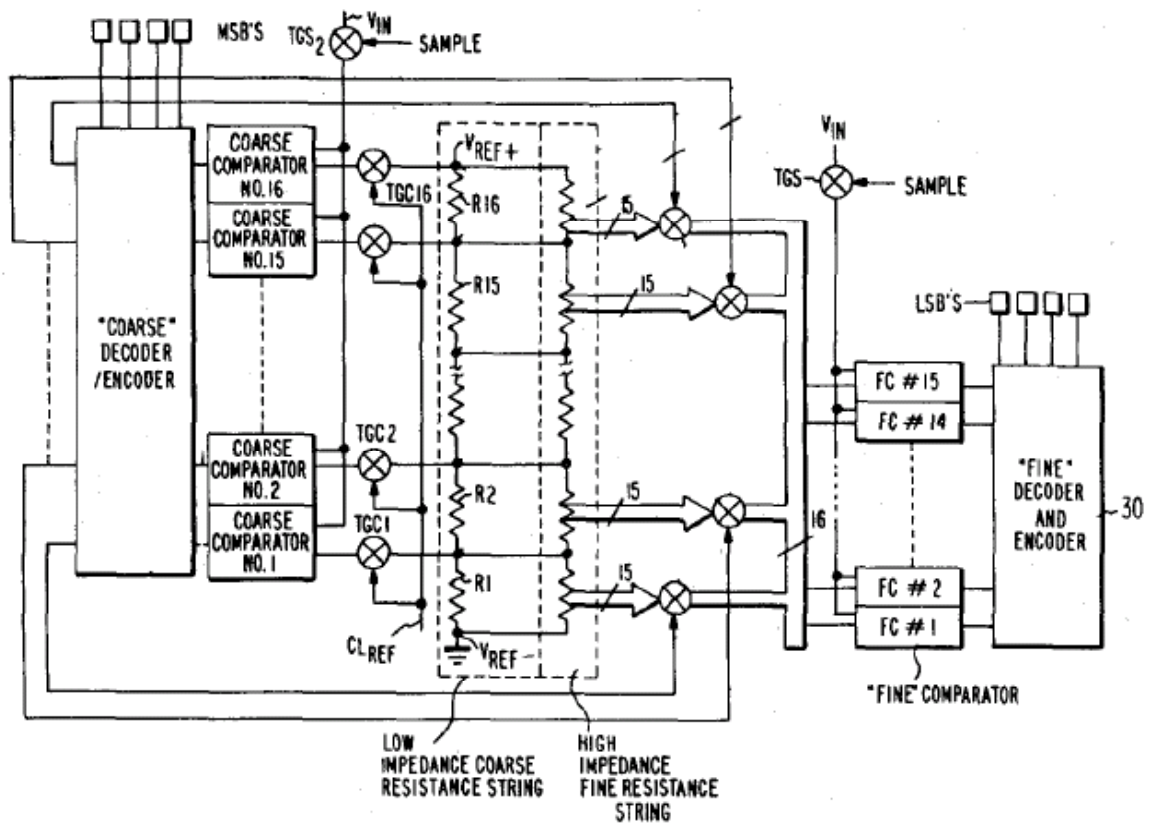 MSB'S
TGS2
VIN
SAMPLE
COARSE
COMPARATOR
NO.16
COARSE
COMPARATOR
NO.15
TGC16
VREF+
R16
R15
15
15
VIN
TGS
SAMPLE
LSB'S
"COARSE"
DECODER
/ENCODER
FC #15
FC #14
COARSE
COMPARATOR
NO.2
COARSE
COMPARATOR
NO.1
TGC2
TGC1
R2
R1
15
15
16
"FINE"
DECODER
AND
ENCODER
30
FC #2
FC #1
CLREF
VREF-
"FINE" COMPARATOR
LOW
IMPEDANCE COARSE
RESISTANCE STRING
HIGH
IMPEDANCE
FINE RESISTANCE
STRING